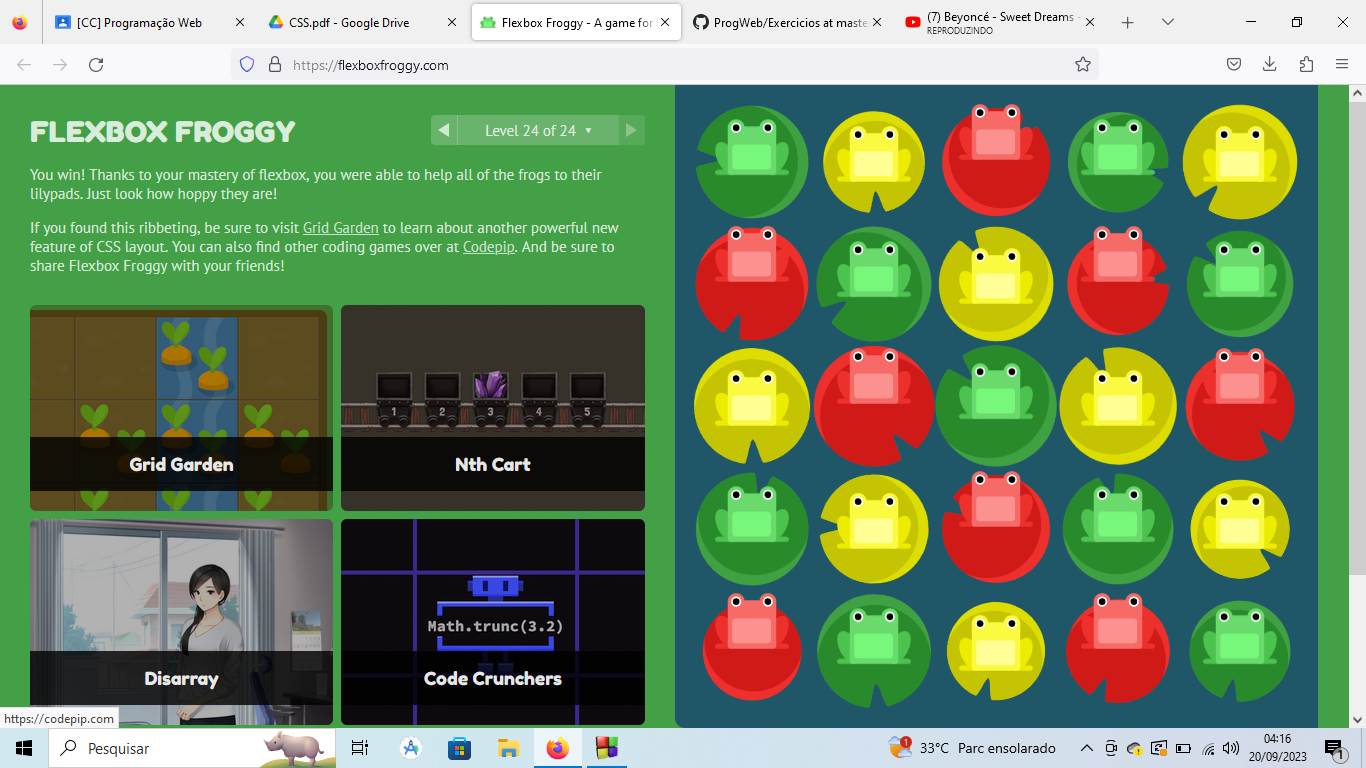 [CC] Programação Web
CSS.pdf - Google Drive
Flexbox Froggy - A game for
ProgWeb/Exercicios at maste
(7) Beyoncé - Sweet Dreams -
REPRODUZINDO
https://flexboxfroggy.com
FLEXBOX FROGGY
Level 24 of 24
You win! Thanks to your mastery of flexbox, you were able to help all of the frogs to their
lilypads. Just look how hoppy they are!
If you found this ribbeting, be sure to visit Grid Garden to learn about another powerful new
feature of CSS layout. You can also find other coding games over at Codepip. And be sure to
share Flexbox Froggy with your friends!
Grid Garden
1 2 3 4 5
Nth Cart
Disarray
Math.trunc(3.2)
Code Crunchers
https://codepip.com
Pesquisar
1
33°C Parc ensolarado
04:16
20/09/2023
1